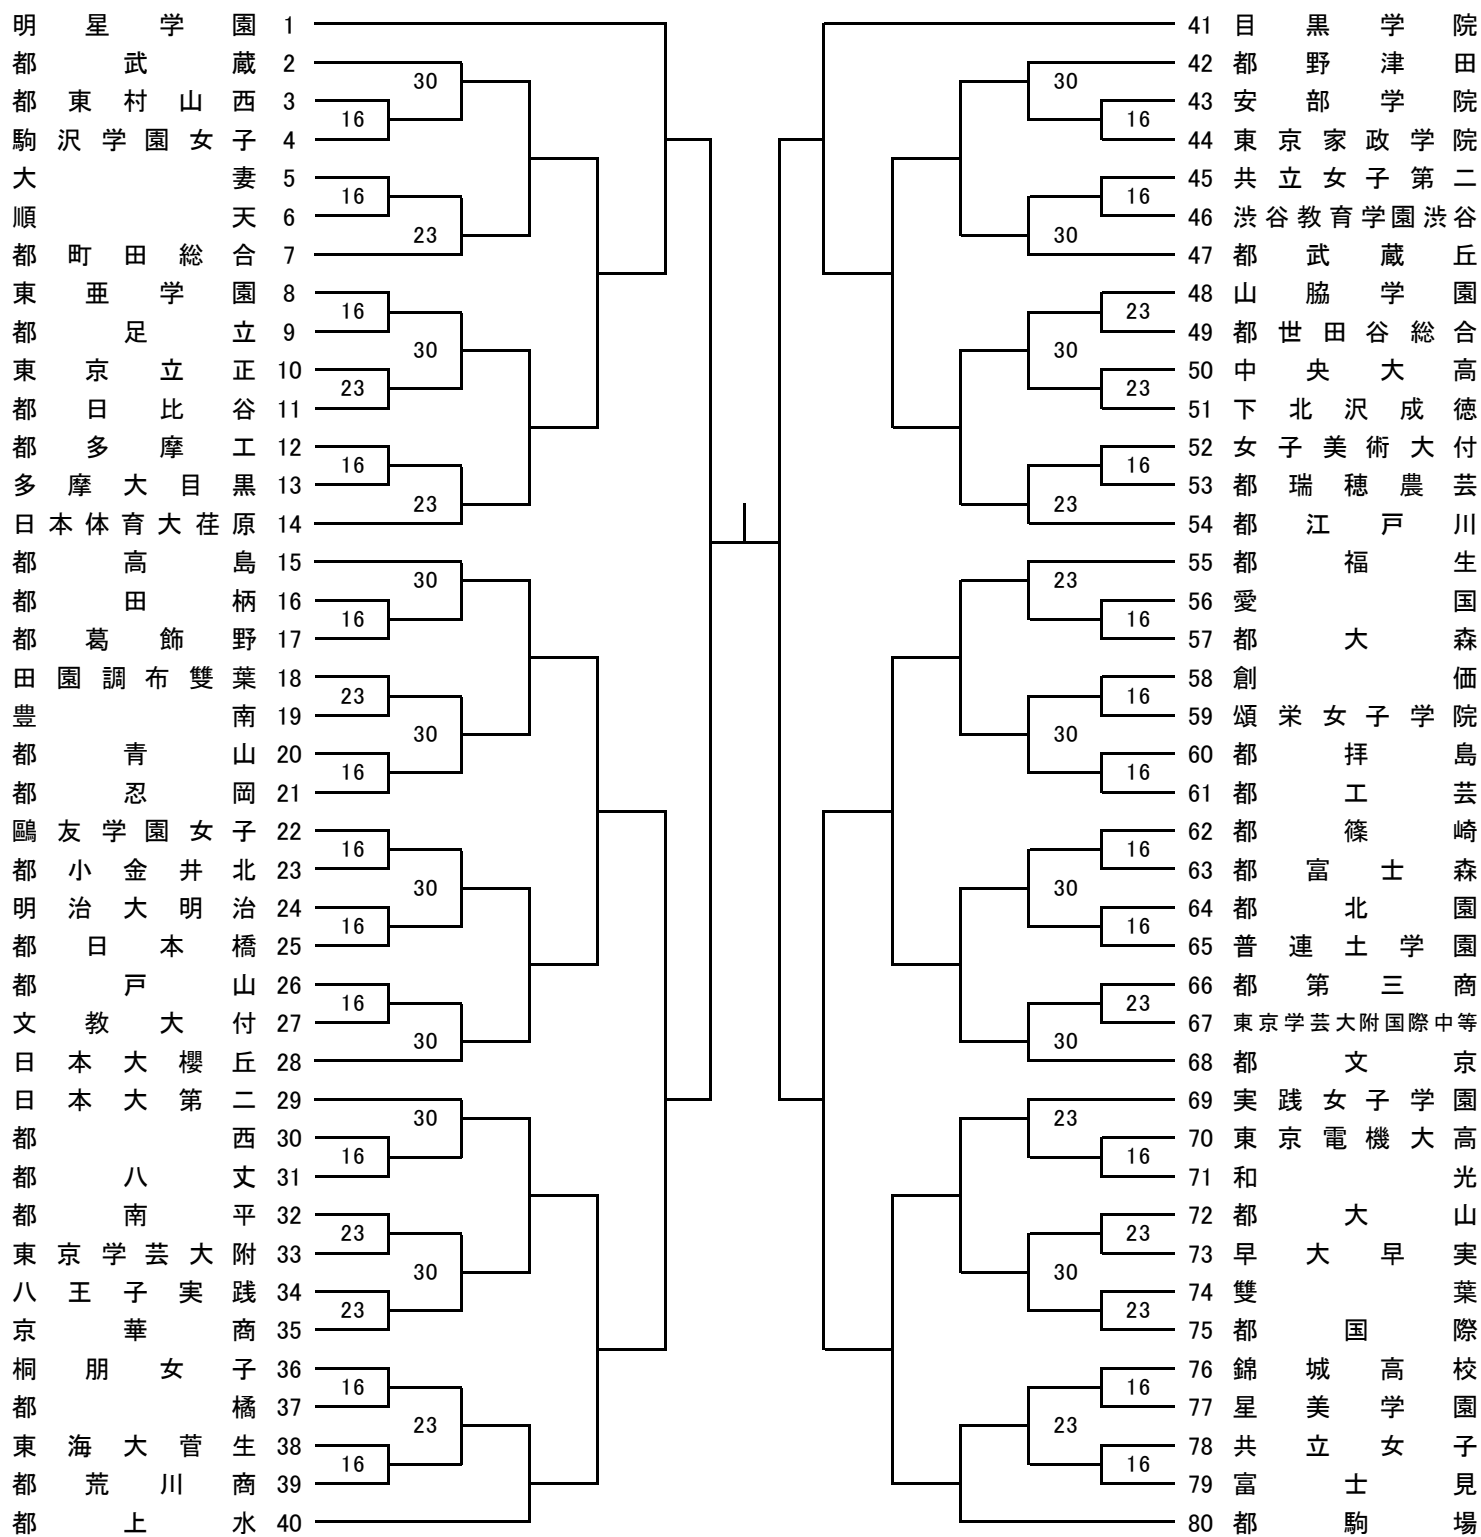 明星学園 1
都武蔵 2
30
都東村山西 3
16
駒沢学園女子 4
大妻 5
16
順天 6
23
都町田総合 7
東亜学園 8
16
都足立 9
30
東京立正 10
23
都日比谷 11
都多摩工 12
16
多摩大目黒 13
23
日本体育大荏原 14
都高島 15
30
都田柄 16
16
都葛飾野 17
田園調布雙葉 18
23
豊南 19
30
都青山 20
16
都忍岡 21
鷗友学園女子 22
16
都小金井北 23
30
明治大明治 24
16
都日本橋 25
都戸山 26
16
文教大付 27
30
日本大櫻丘 28
日本大第二 29
30
都西 30
16
都八丈 31
都南平 32
23
東京学芸大附 33
30
八王子実践 34
23
京華商 35
桐朋女子 36
16
都橘 37
23
東海大菅生 38
16
都荒川商 39
都上水 40
41 目黒学院
42 都野津田
30
43 安部学院
16
44 東京家政学院
45 共立女子第二
16
46 渋谷教育学園渋谷
30
47 都武蔵丘
48 山脇学園
23
49 都世田谷総合
30
50 中央大高
23
51 下北沢成徳
52 女子美術大付
16
53 都瑞穂農芸
23
54 都江戸川
55 都福生
23
56 愛国
16
57 都大森
58 創価
16
59 頌栄女子学院
30
60 都拝島
16
61 都工芸
62 都篠崎
16
63 都富士森
30
64 都北園
16
65 普連土学園
66 都第三商
23
67 東京学芸大附国際中等
30
68 都文京
69 実践女子学園
23
70 東京電機大高
16
71 和光
72 都大山
23
73 早大早実
30
74 雙葉
23
75 都国際
76 錦城高校
16
77 星美学園
23
78 共立女子
16
79 富士見
80 都駒場